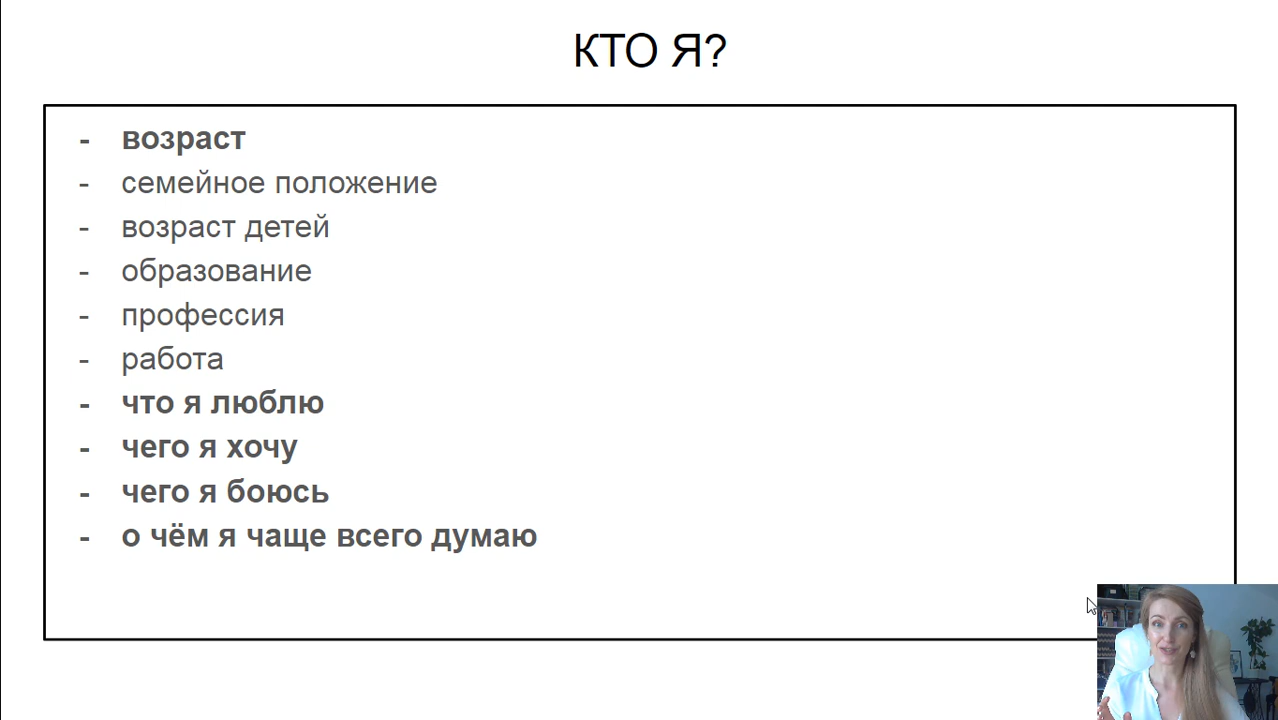 КТО Я?
- возраст
- семейное положение
- возраст детей
- образование
- профессия
- работа
- что я люблю
- чего я хочу
- чего я боюсь
- о чём я чаще всего думаю